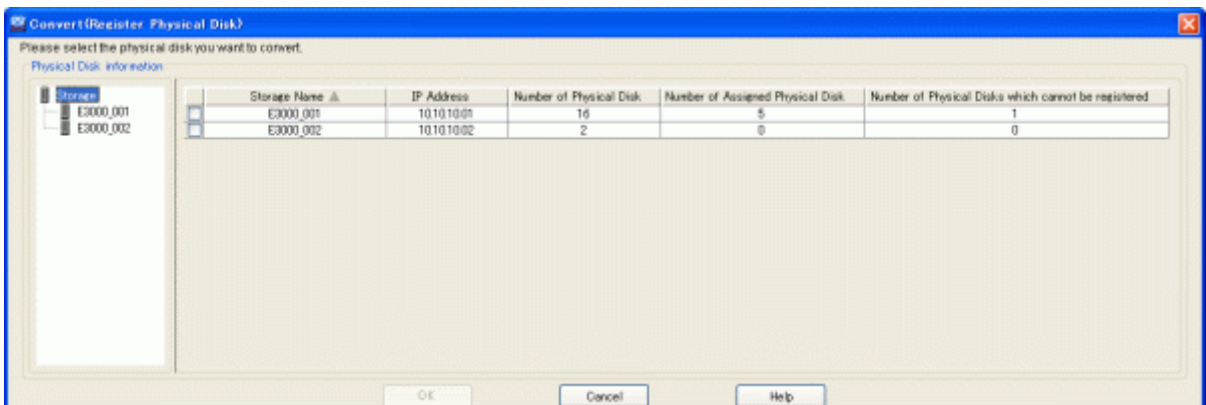 Convert(Register Physical Disk)
Please select the physical disk you want to convert.
Physical Disk information
Storage
E3000_001
E3000_002
Storage Name IP Address Number of Physical Disk Number of Assigned Physical Disk Number of Physical Disks which cannot be registered
E3000_001 10.10.10.01 16 5 1
E3000_002 10.10.10.02 2 0 0
OK Cancel Help